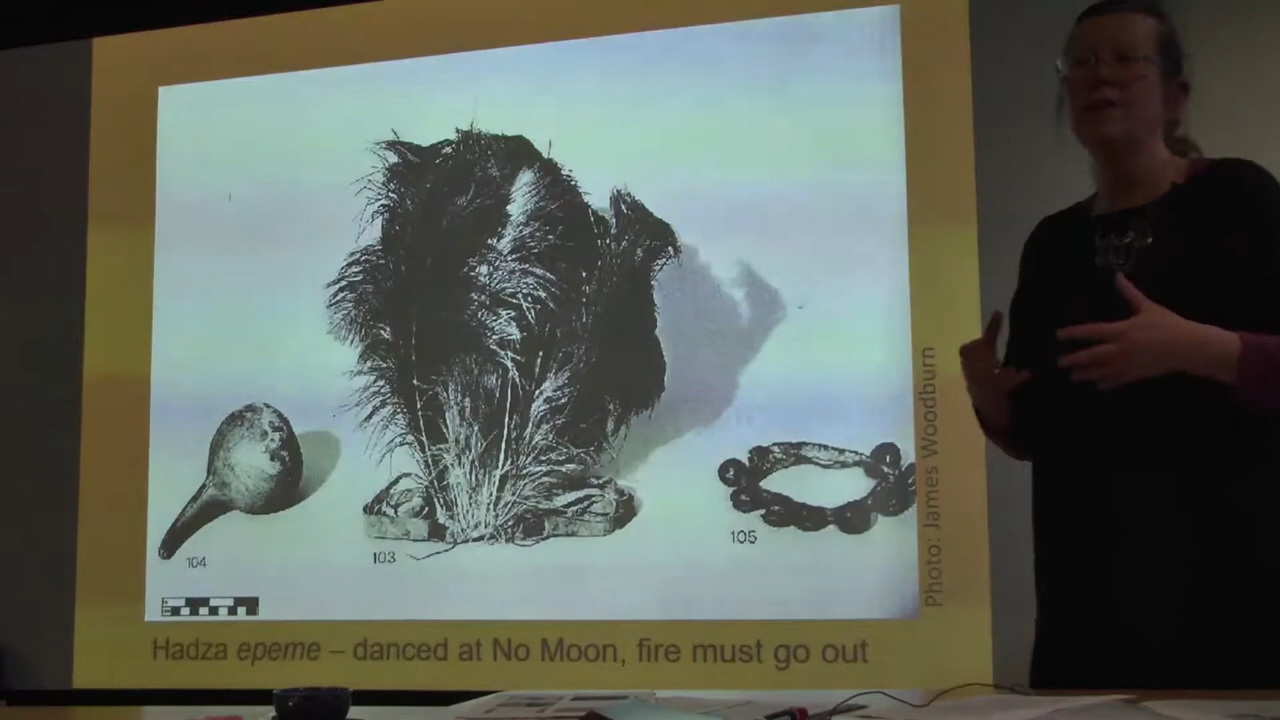 104
103
105
Photo: James Woodburn
Hadza epeme – danced at No Moon, fire must go out